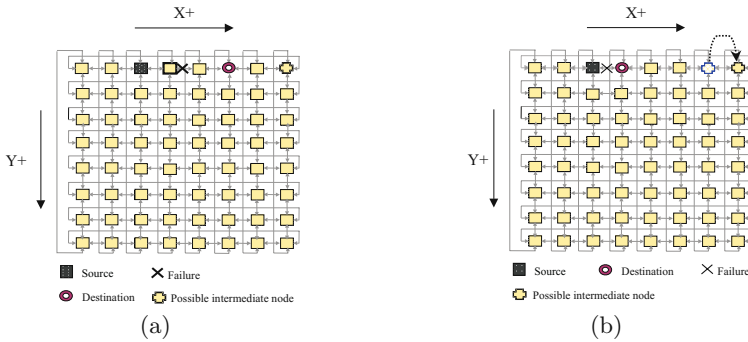 X+
Y+
Source
Failure
Destination
Possible intermediate node
(a)
X+
Y+
Source
Destination
Failure
Possible intermediate node
(b)